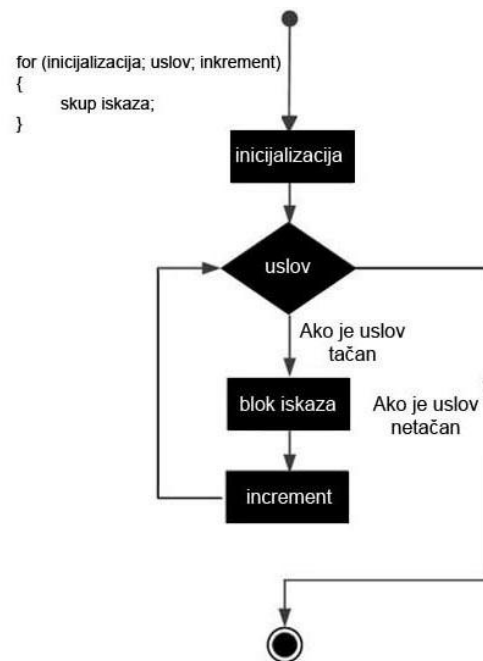 for (inicijalizacija; uslov; inkrement)
{
skup iskaza;
}
inicijalizacija
uslov
Ako je uslov
tačan
blok iskaza
Ako je uslov
netačan
increment